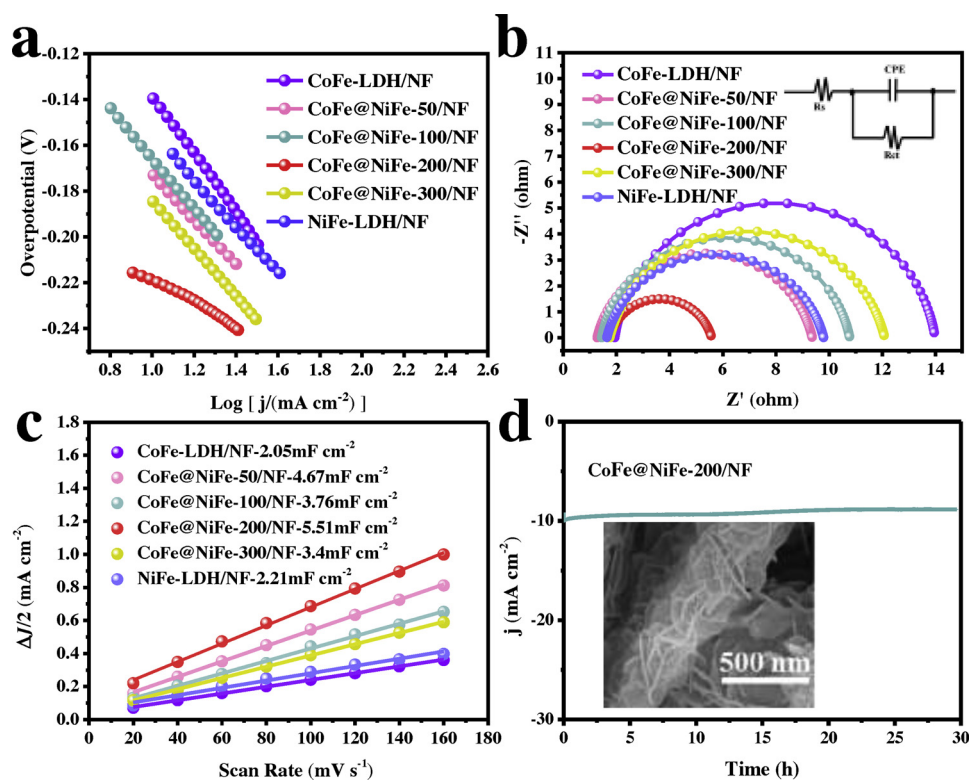 a
-0.12
-0.14
-0.16
-0.18
-0.20
-0.22
-0.24
Overpotential (V)
CoFe-LDH/NF
CoFe@NiFe-50/NF
CoFe@NiFe-100/NF
CoFe@NiFe-200/NF
CoFe@NiFe-300/NF
NiFe-LDH/NF
0.8 1.0 1.2 1.4 1.6 1.8 2.0 2.2 2.4 2.6
Log [ j/(mA cm-2) ]
b
11
10
9
8
7
6
5
4
3
2
1
0
-Z'' (ohm)
CoFe-LDH/NF
CoFe@NiFe-50/NF
CoFe@NiFe-100/NF
CoFe@NiFe-200/NF
CoFe@NiFe-300/NF
NiFe-LDH/NF
CPE
Rs
Rct
0 2 4 6 8 10 12 14
Z' (ohm)
c
1.8
1.6
1.4
1.2
1.0
0.8
0.6
0.4
0.2
0.0
ΔJ/2 (mA cm-2)
CoFe-LDH/NF-2.05mF cm-2
CoFe@NiFe-50/NF-4.67mF cm-2
CoFe@NiFe-100/NF-3.76mF cm-2
CoFe@NiFe-200/NF-5.51mF cm-2
CoFe@NiFe-300/NF-3.4mF cm-2
NiFe-LDH/NF-2.21mF cm-2
0 20 40 60 80 100 120 140 160 180
Scan Rate (mV s-1)
d
0
-10
-20
-30
j (mA cm-2)
CoFe@NiFe-200/NF
500 nm
0 5 10 15 20 25 30
Time (h)